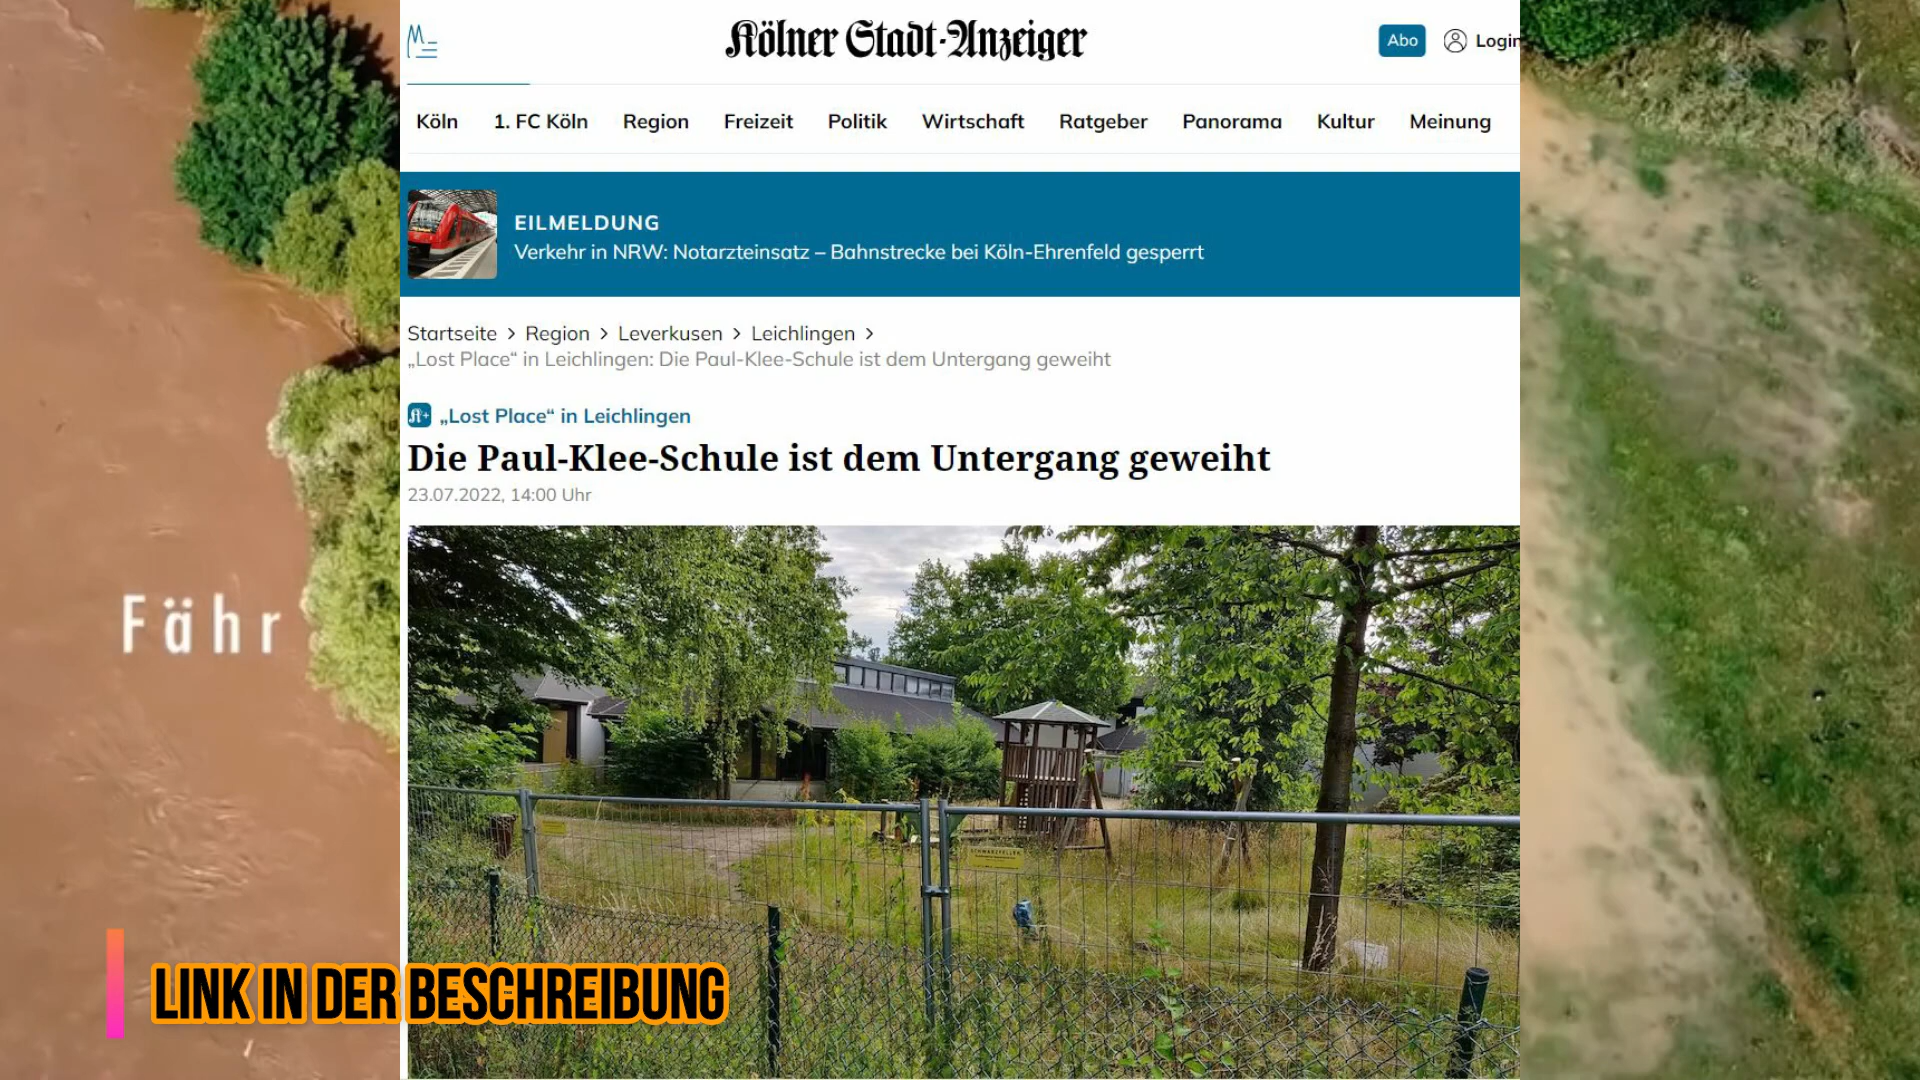 Kölner Stadt-Anzeiger
Abo
Login
Köln 1. FC Köln Region Freizeit Politik Wirtschaft Ratgeber Panorama Kultur Meinung
EILMELDUNG
Verkehr in NRW: Notarzteinsatz – Bahnstrecke bei Köln-Ehrenfeld gesperrt
Startseite > Region > Leverkusen > Leichlingen >
„Lost Place“ in Leichlingen: Die Paul-Klee-Schule ist dem Untergang geweiht
„Lost Place“ in Leichlingen
Die Paul-Klee-Schule ist dem Untergang geweiht
23.07.2022, 14:00 Uhr
Fähr
LINK IN DER BESCHREIBUNG